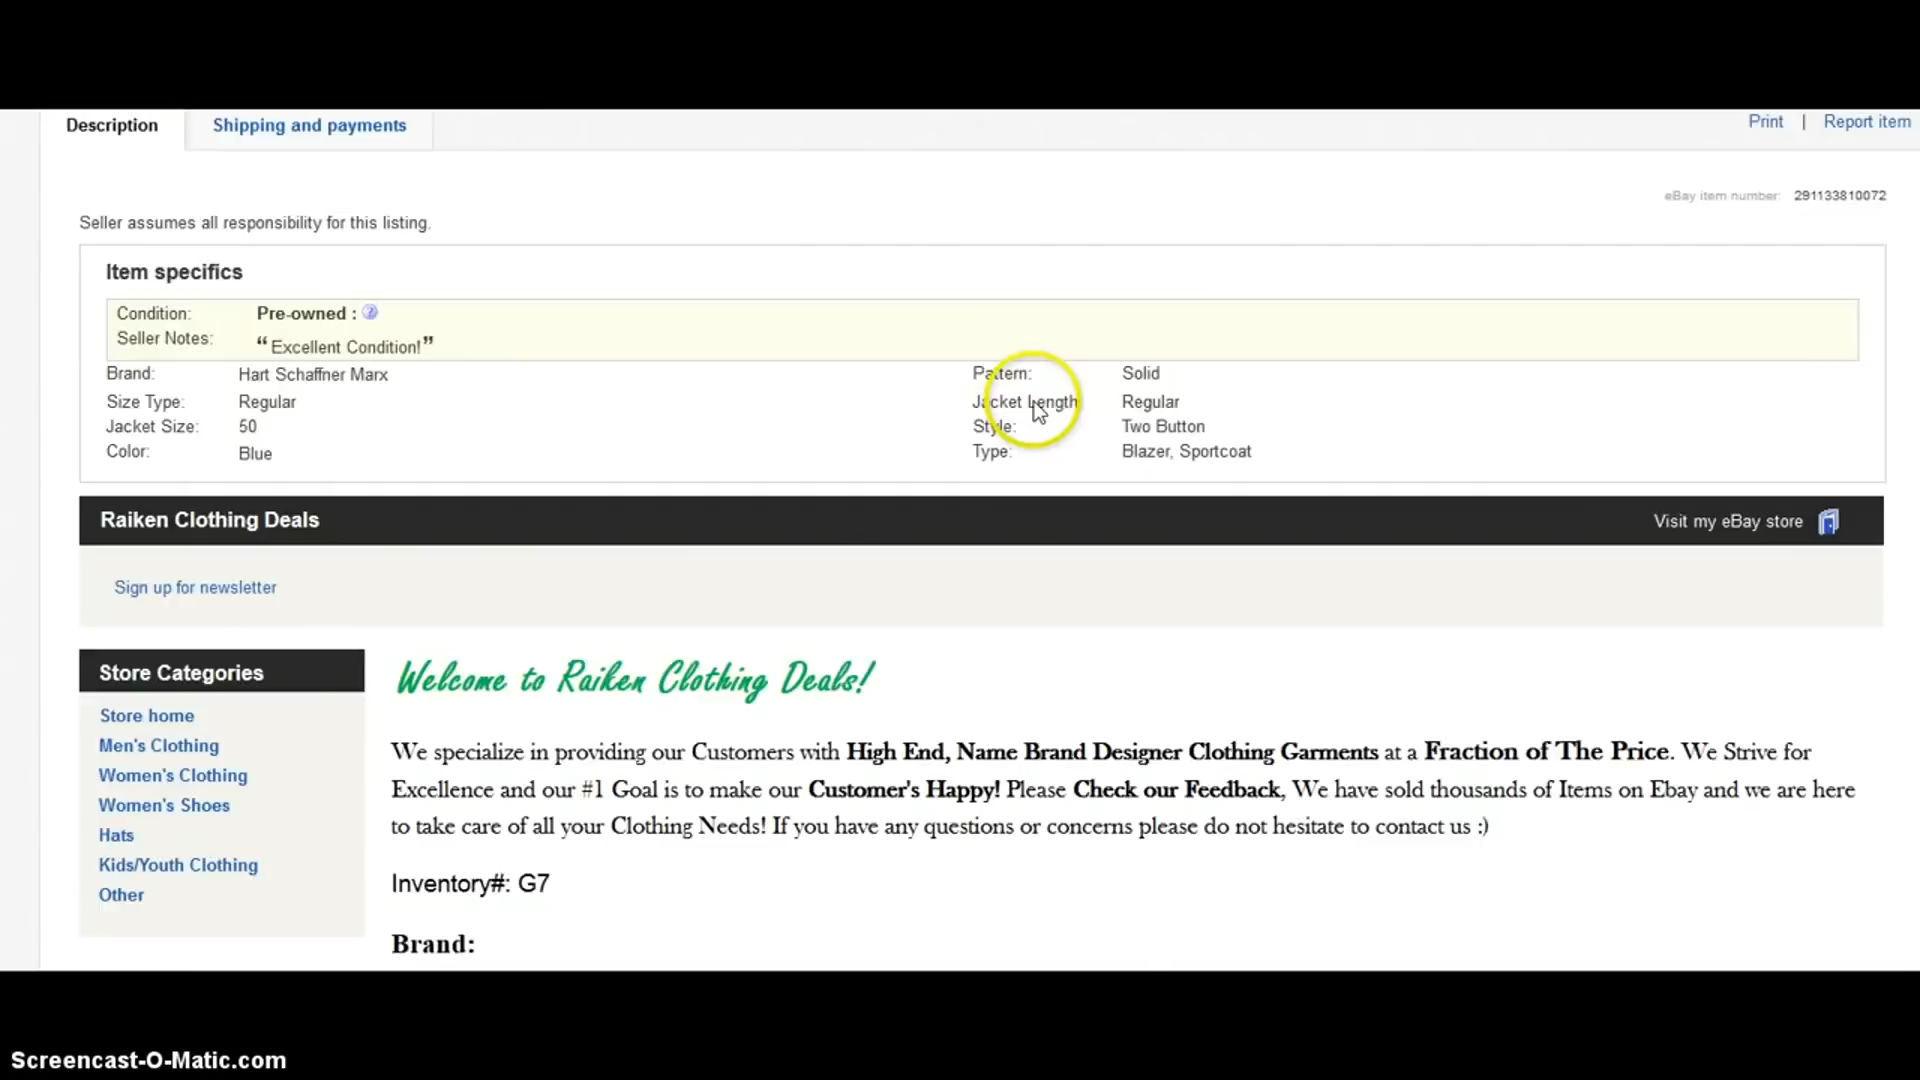 Description
Shipping and payments
Print | Report item
eBay item number: 291133810072
Seller assumes all responsibility for this listing.
Item specifics
Condition: Pre-owned :
Seller Notes: “Excellent Condition!”
Brand: Hart Schaffner Marx
Pattern: Solid
Size Type: Regular
Jacket Length: Regular
Jacket Size: 50
Style: Two Button
Color: Blue
Type: Blazer, Sportcoat
Raiken Clothing Deals
Visit my eBay store
Sign up for newsletter
Store Categories
Store home
Men's Clothing
Women's Clothing
Women's Shoes
Hats
Kids/Youth Clothing
Other
Welcome to Raiken Clothing Deals!
We specialize in providing our Customers with High End, Name Brand Designer Clothing Garments at a Fraction of The Price. We Strive for
Excellence and our #1 Goal is to make our Customer's Happy! Please Check our Feedback, We have sold thousands of Items on Ebay and we are here
to take care of all your Clothing Needs! If you have any questions or concerns please do not hesitate to contact us :)
Inventory#: G7
Brand:
Screencast-O-Matic.com